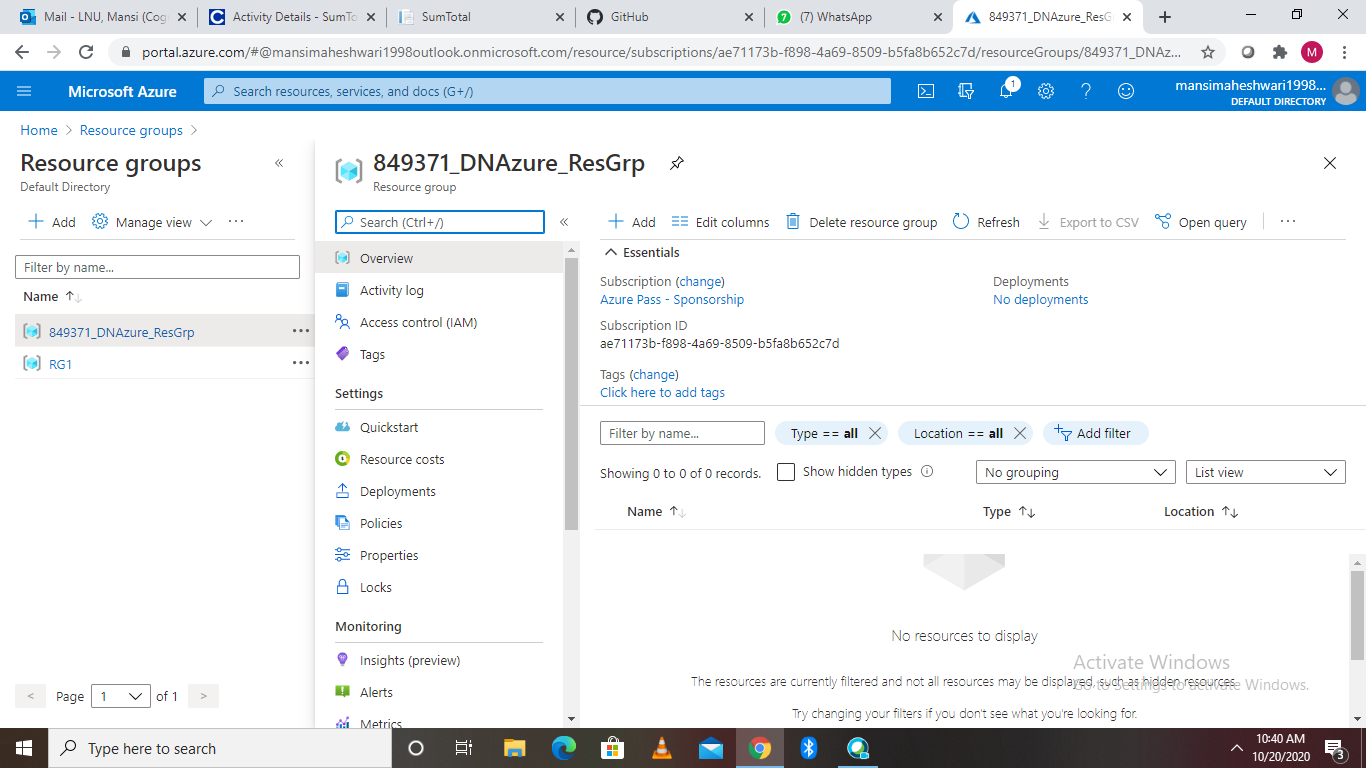 Mail - LNU, Mansi (Cog
Activity Details - SumTo
SumTotal
GitHub
(7) WhatsApp
849371_DNAzure_ResG
portal.azure.com/#@mansimaheshwari1998outlook.onmicrosoft.com/resource/subscriptions/ae71173b-f898-4a69-8509-b5fa8b652c7d/resourceGroups/849371_DNAz...
M
Microsoft Azure
Search resources, services, and docs (G+/)
1
mansimaheshwari1998...
DEFAULT DIRECTORY
Home > Resource groups >
Resource groups
«
Default Directory
+ Add
Manage view
...
Filter by name...
Name ↑↓
849371_DNAzure_ResGrp
...
RG1
...
< Page 1 of 1 >
849371_DNAzure_ResGrp
Resource group
Search (Ctrl+/)
«
Overview
Activity log
Access control (IAM)
Tags
Settings
Quickstart
Resource costs
Deployments
Policies
Properties
Locks
Monitoring
Insights (preview)
Alerts
Metrics
+ Add
Edit columns
Delete resource group
Refresh
Export to CSV
Open query
...
Essentials
Subscription (change)
Azure Pass - Sponsorship
Subscription ID
ae71173b-f898-4a69-8509-b5fa8b652c7d
Tags (change)
Click here to add tags
Deployments
No deployments
Filter by name...
Type == all
Location == all
Add filter
Showing 0 to 0 of 0 records.
Show hidden types
No grouping
List view
Name ↑↓
Type ↑↓
Location ↑↓
No resources to display
The resources are currently filtered and not all resources may be displayed, such as hidden resources.
Try changing your filters if you don't see what you're looking for.
Activate Windows
Go to Settings to activate Windows.
Type here to search
10:40 AM
10/20/2020
3